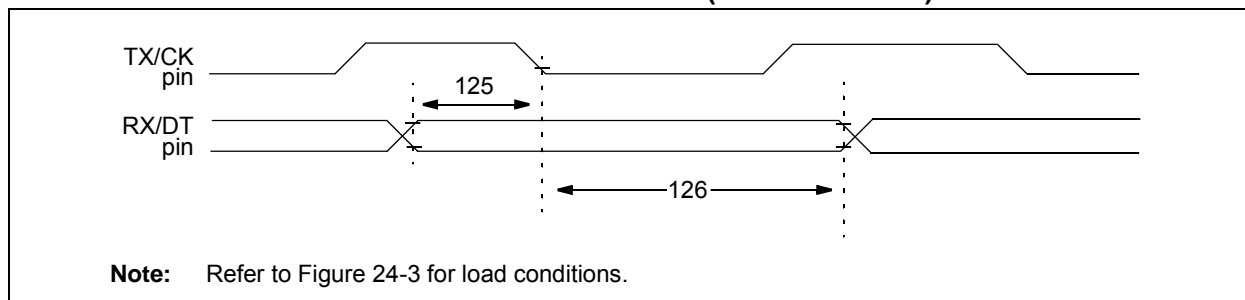 TX/CK
pin
125
RX/DT
pin
126
Note: Refer to Figure 24-3 for load conditions.